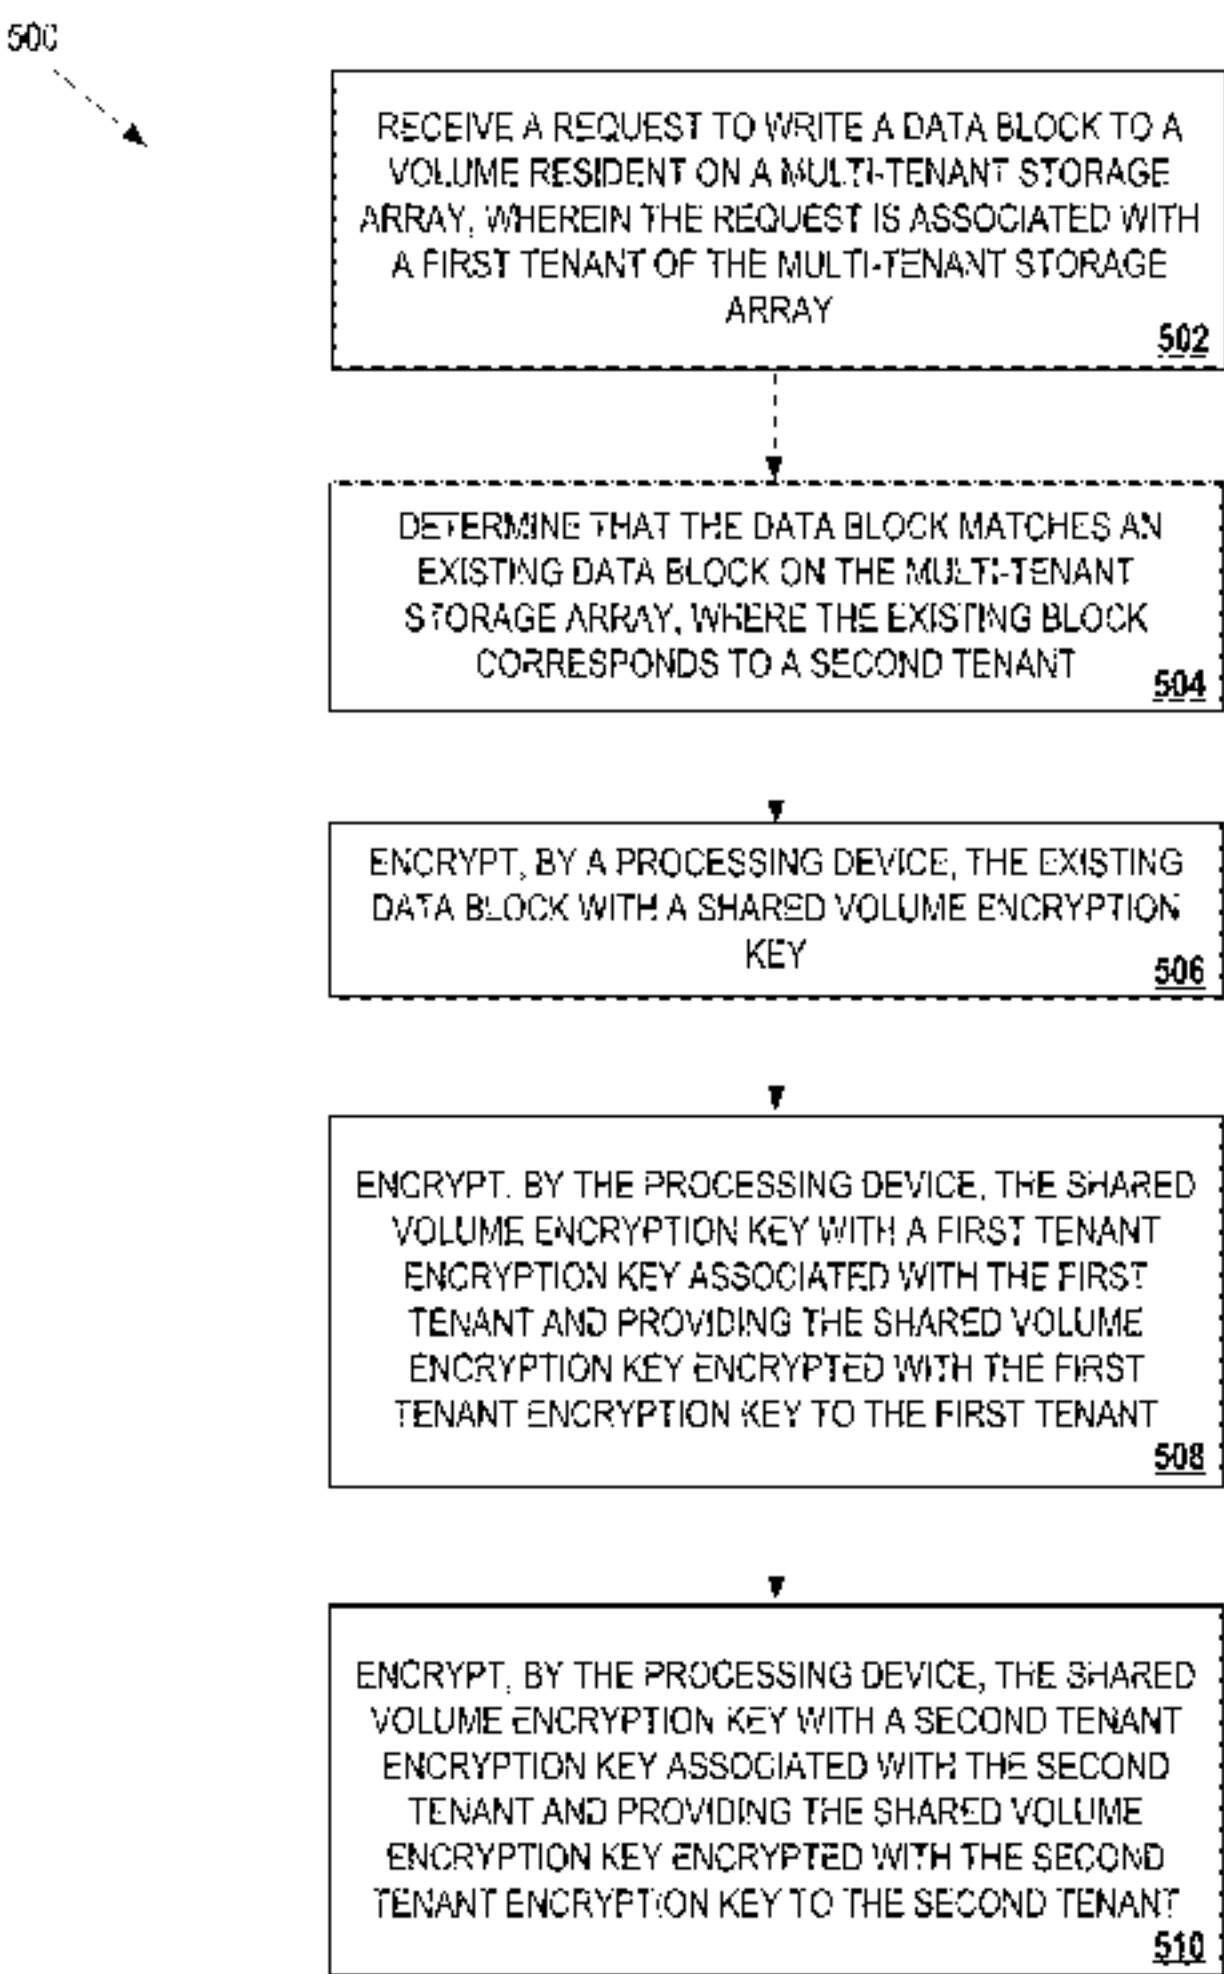 500
RECEIVE A REQUEST TO WRITE A DATA BLOCK TO A
VOLUME RESIDENT ON A MULTI-TENANT STORAGE
ARRAY, WHEREIN THE REQUEST IS ASSOCIATED WITH
A FIRST TENANT OF THE MULTI-TENANT STORAGE
ARRAY
502
DETERMINE THAT THE DATA BLOCK MATCHES AN
EXISTING DATA BLOCK ON THE MULTI-TENANT
STORAGE ARRAY, WHERE THE EXISTING BLOCK
CORRESPONDS TO A SECOND TENANT
504
ENCRYPT, BY A PROCESSING DEVICE, THE EXISTING
DATA BLOCK WITH A SHARED VOLUME ENCRYPTION
KEY
506
ENCRYPT, BY THE PROCESSING DEVICE, THE SHARED
VOLUME ENCRYPTION KEY WITH A FIRST TENANT
ENCRYPTION KEY ASSOCIATED WITH THE FIRST
TENANT AND PROVIDING THE SHARED VOLUME
ENCRYPTION KEY ENCRYPTED WITH THE FIRST
TENANT ENCRYPTION KEY TO THE FIRST TENANT
508
ENCRYPT, BY THE PROCESSING DEVICE, THE SHARED
VOLUME ENCRYPTION KEY WITH A SECOND TENANT
ENCRYPTION KEY ASSOCIATED WITH THE SECOND
TENANT AND PROVIDING THE SHARED VOLUME
ENCRYPTION KEY ENCRYPTED WITH THE SECOND
TENANT ENCRYPTION KEY TO THE SECOND TENANT
510